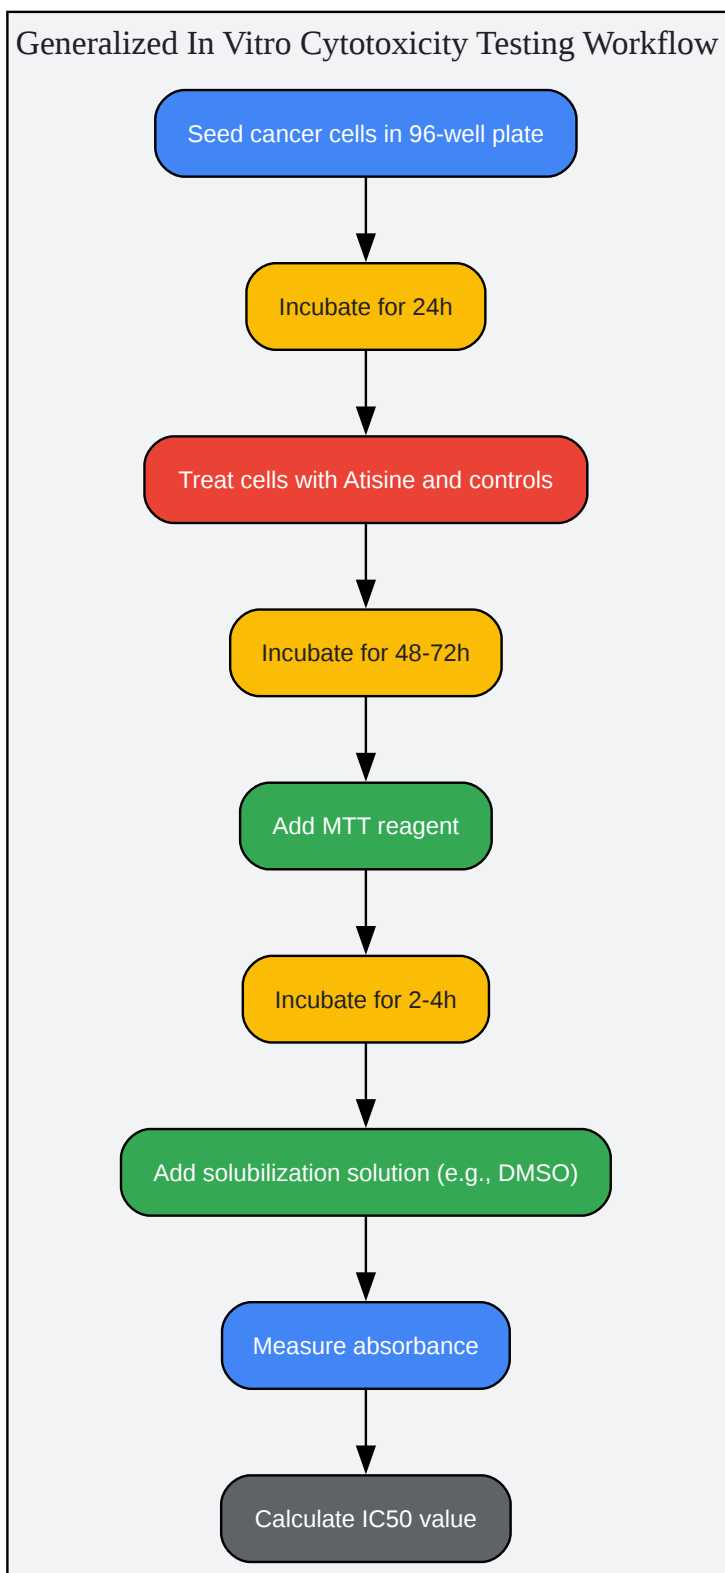 Generalized In Vitro Cytotoxicity Testing Workflow
Seed cancer cells in 96-well plate
Incubate for 24h
Treat cells with Atisine and controls
Incubate for 48-72h
Add MTT reagent
Incubate for 2-4h
Add solubilization solution (e.g., DMSO)
Measure absorbance
Calculate IC50 value